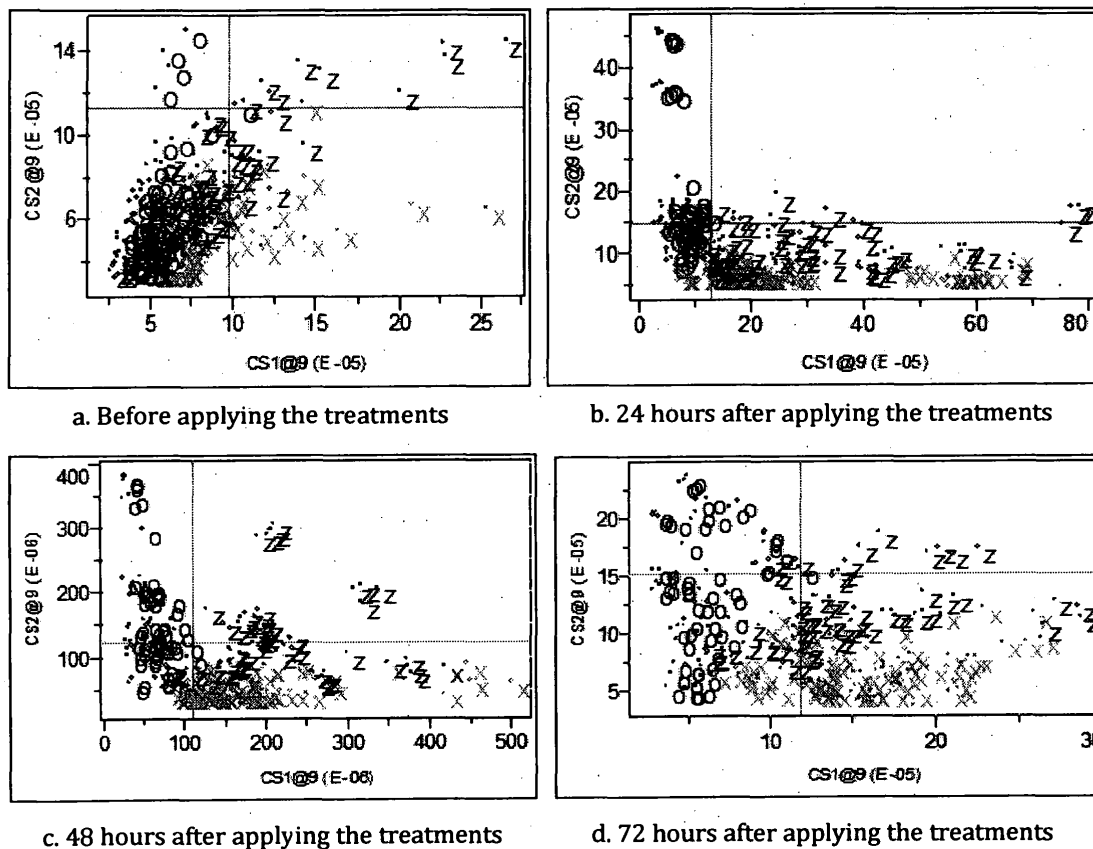 14
10
6
CS2@9 (E -05)
5
10
15
20
25
CS1@9 (E -05)
a. Before applying the treatments
40
30
20
10
CS2@9 (E -05)
0
20
40
60
80
CS1@9 (E -05)
b. 24 hours after applying the treatments
400
300
200
100
CS2@9 (E -06)
0
100
200
300
400
500
CS1@9 (E -06)
c. 48 hours after applying the treatments
20
15
10
5
CS2@9 (E -05)
10
20
30
CS1@9 (E -05)
d. 72 hours after applying the treatments